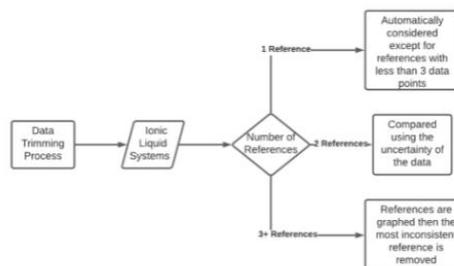 Automatically
considered
except for
references with
less than 3 data
points
1 Reference
Data
Trimming
Process
Ionic
Liquid
Systems
Number of
References
2 References
Compared
using the
uncertainty of
the data
3+ References
References are
graphed then the
most inconsistent
reference is
removed